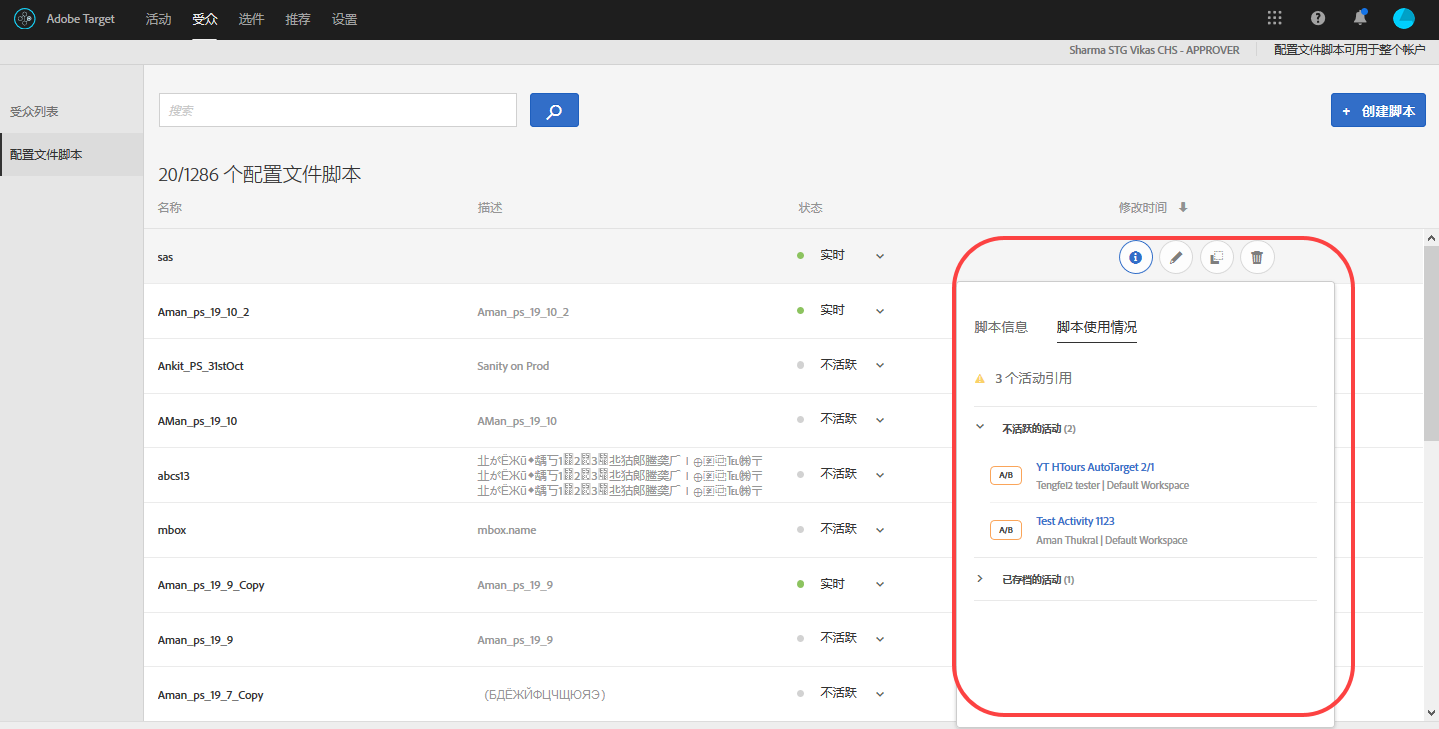 Adobe Target 活动 受众 选件 推荐 设置
Sharma STG Vikas CHS - APPROVER 配置文件脚本可用于整个帐户
受众列表
配置文件脚本
搜索
+ 创建脚本
20/1286 个配置文件脚本
名称 描述 状态 修改时间
sas 实时
Aman_ps_19_10_2 Aman_ps_19_10_2 实时
Ankit_PS_31stOct Sanity on Prod 不活跃
AMan_ps_19_10 AMan_ps_19_10 不活跃
abcs13 不活跃
mbox mbox.name 不活跃
Aman_ps_19_9_Copy Aman_ps_19_9 实时
Aman_ps_19_9 Aman_ps_19_9 不活跃
Aman_ps_19_7_Copy (БДЁЖЙФЦЧЩЮЯЭ) 不活跃
脚本信息 脚本使用情况
3 个活动引用
不活跃的活动 (2)
A/B YT HTours AutoTarget 2/1
Tengfei2 tester | Default Workspace
A/B Test Activity 1123
Aman Thukral | Default Workspace
已存档的活动 (1)